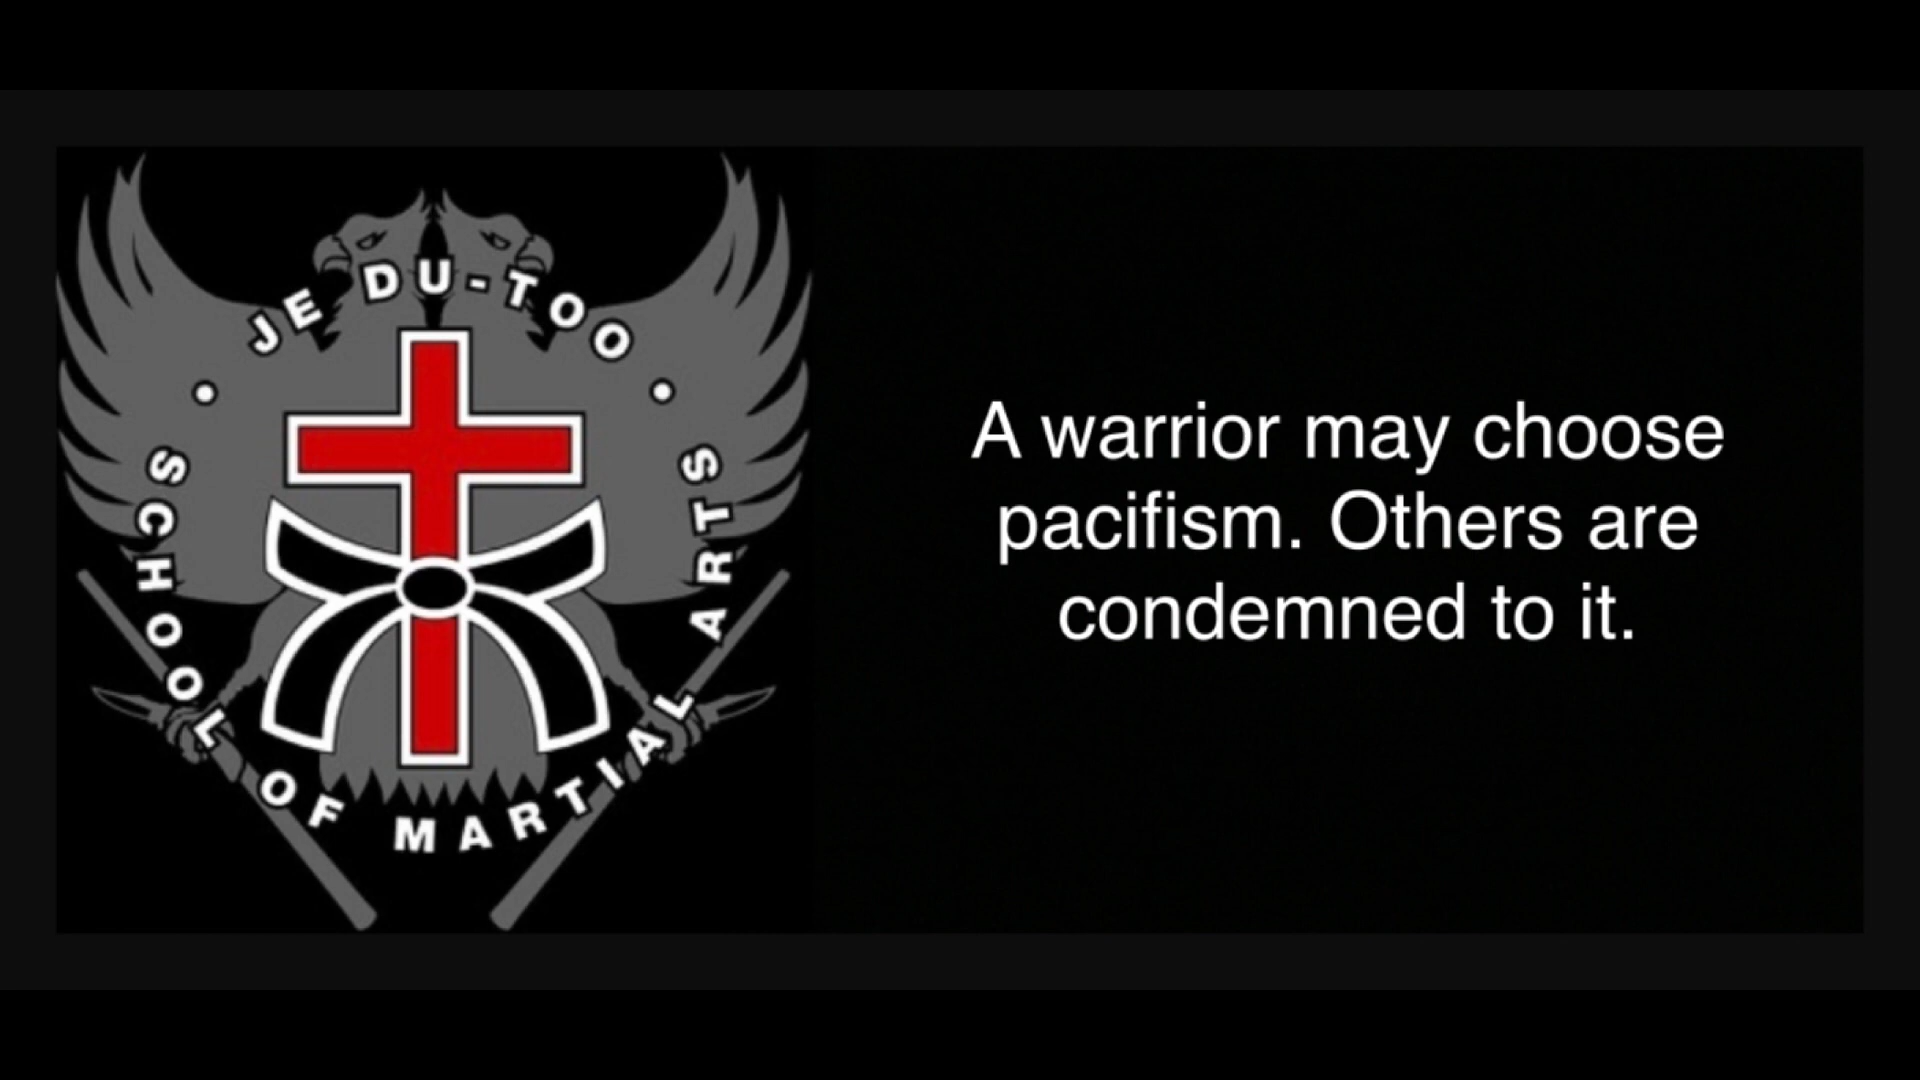 JE DU-TOO
SCHOOL OF MARTIAL ARTS
A warrior may choose
pacifism. Others are
condemned to it.